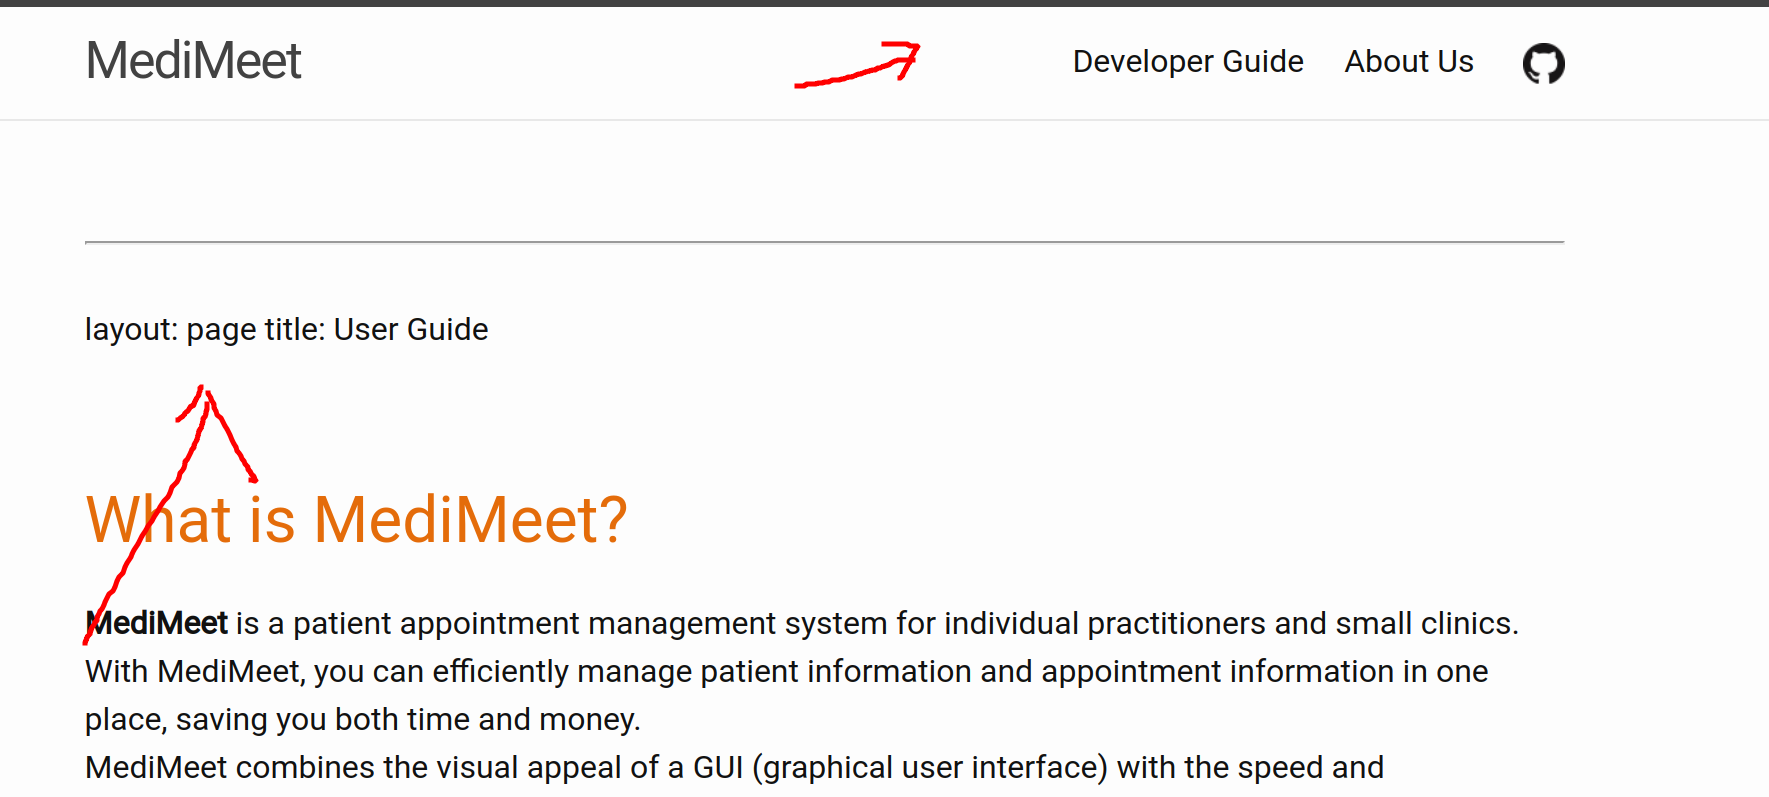 MediMeet
Developer Guide About Us
layout: page title: User Guide
What is MediMeet?
MediMeet is a patient appointment management system for individual practitioners and small clinics.
With MediMeet, you can efficiently manage patient information and appointment information in one
place, saving you both time and money.
MediMeet combines the visual appeal of a GUI (graphical user interface) with the speed and